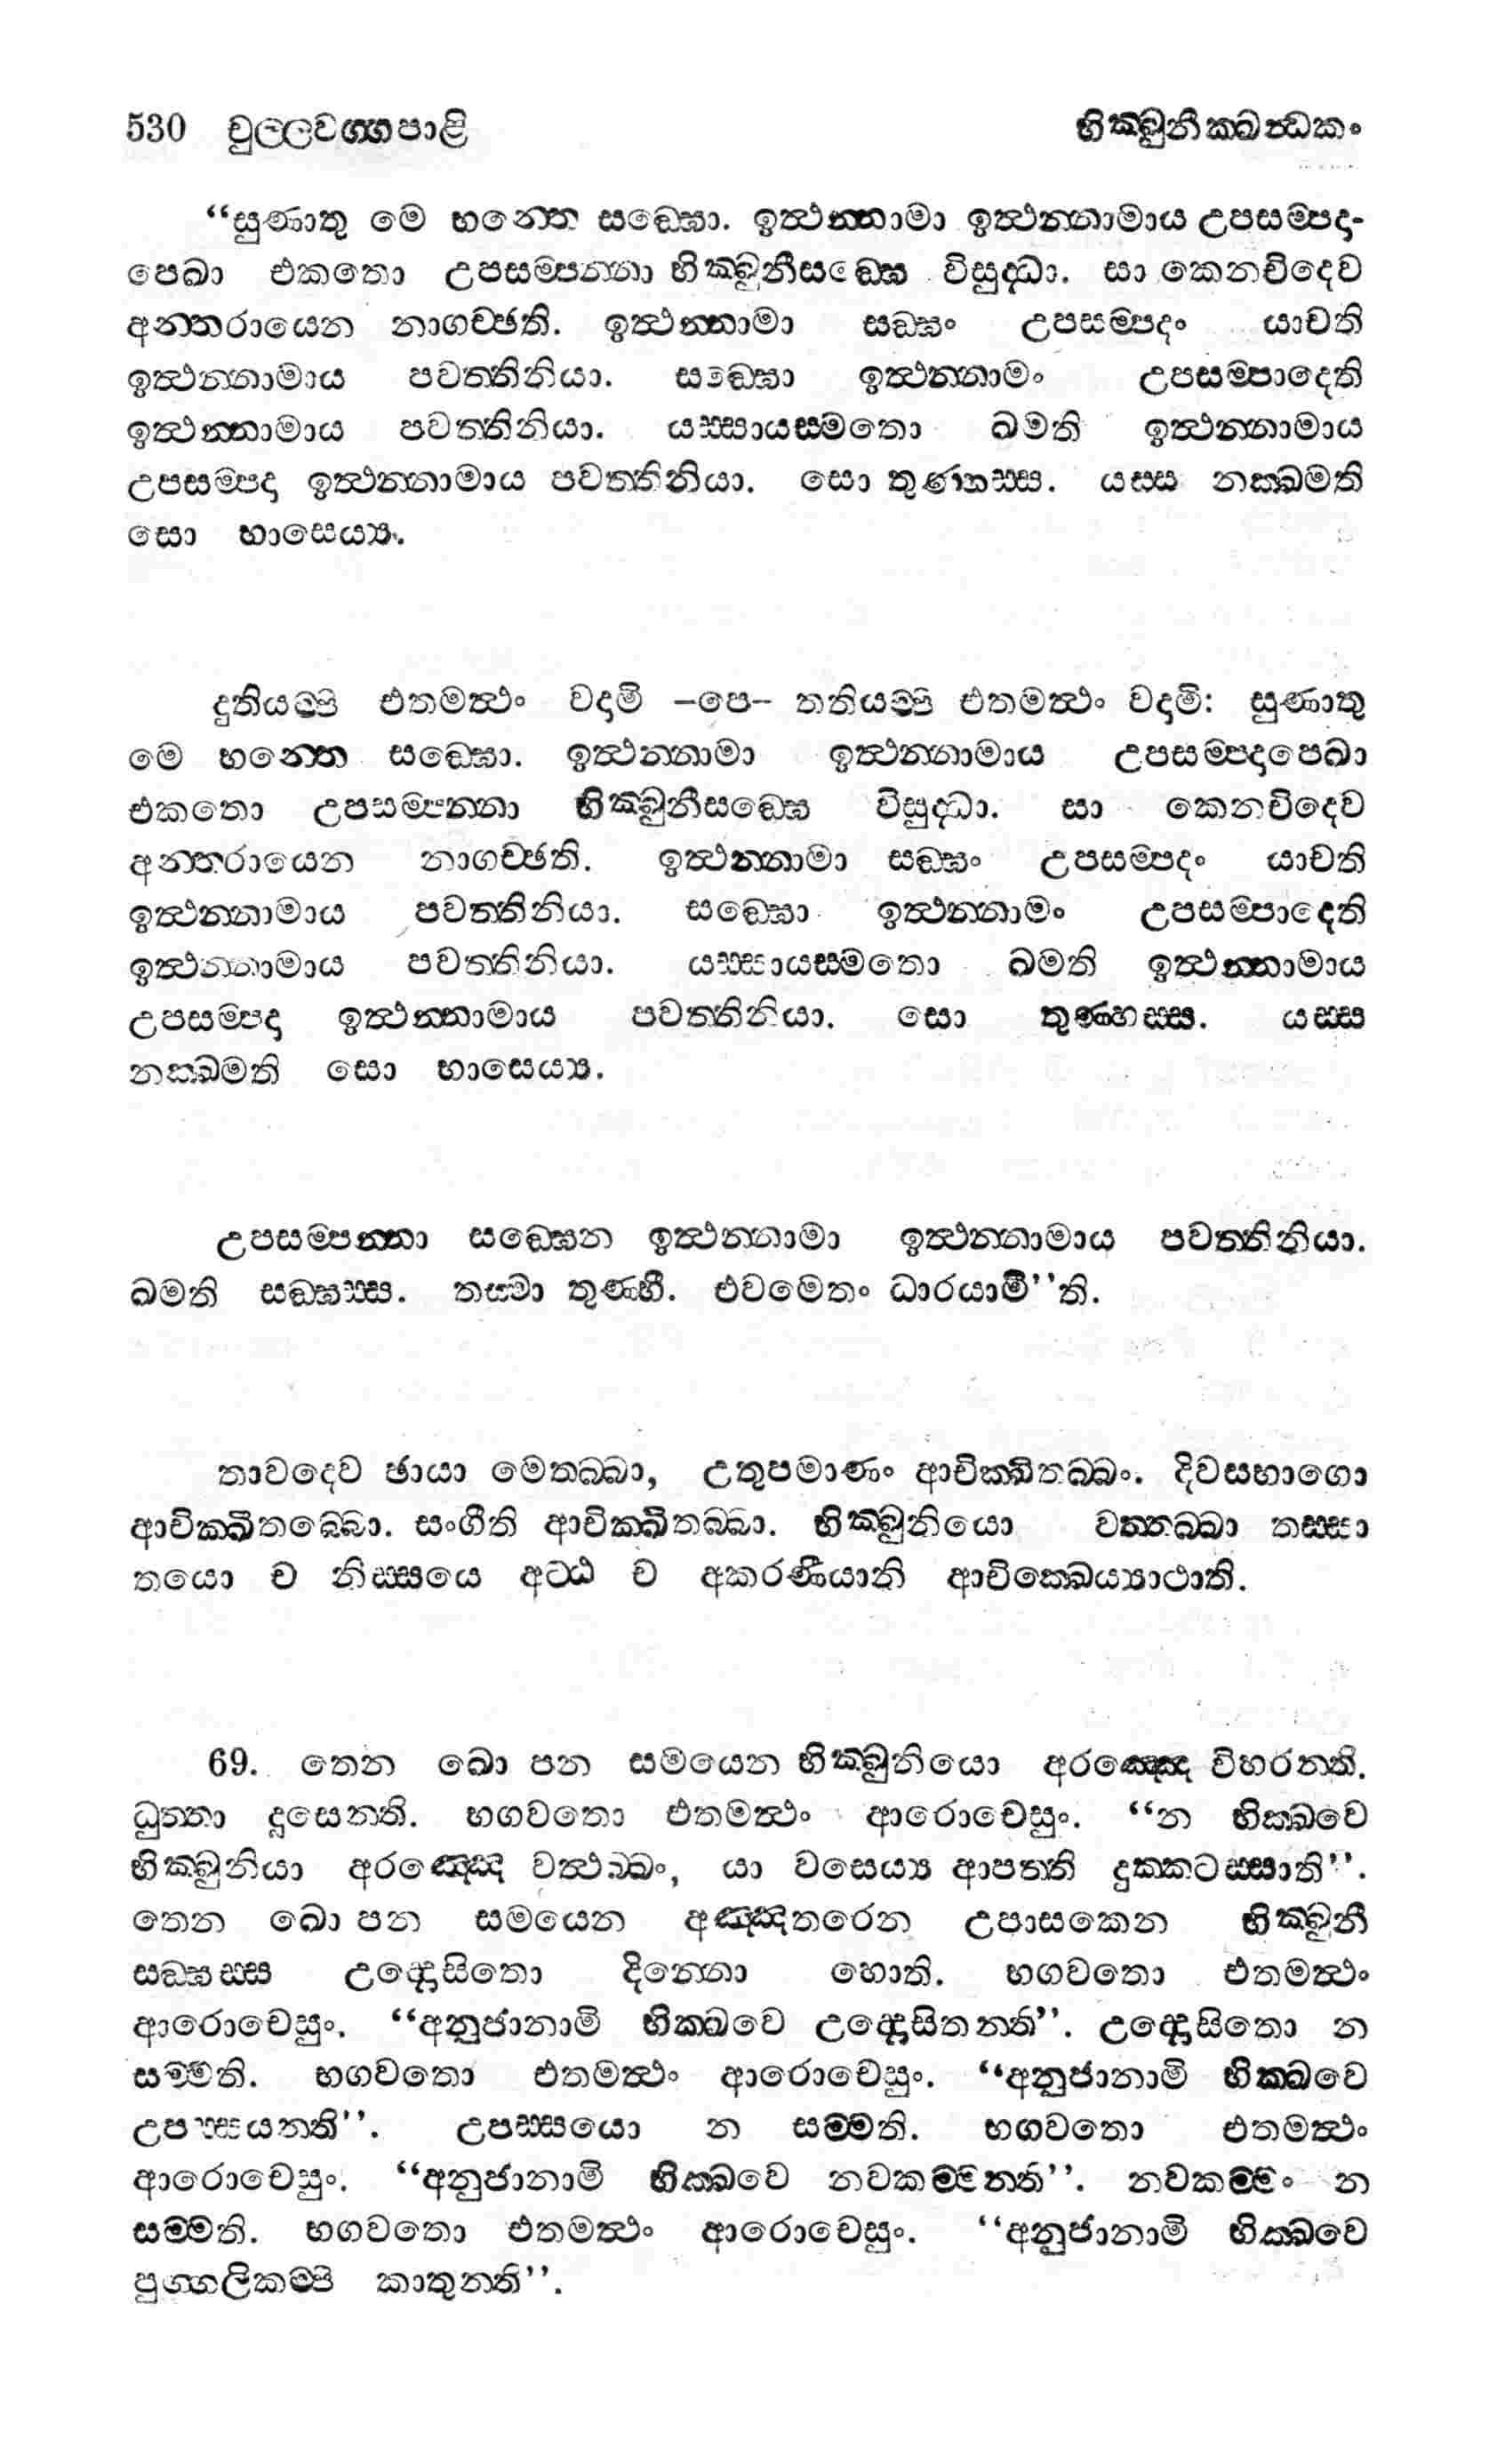 530 චුල්ලවග්ගපාළි භික්ඛුනීක්ඛන්ධකං
“සුණාතු මෙ භන්තෙ සඞ්ඝො. ඉත්ථන්නාමා ඉත්ථන්නාමාය උපසම්පදා-
පෙඛා එකතො උපසම්පන්නා භික්ඛුනීසඞ්ඝෙ විසුද්ධා. සා කෙනචිදෙව
අන්තරායෙන නාගච්ඡති. ඉත්ථන්නාමා සඞ්ඝං උපසම්පදං යාචති
ඉත්ථන්නාමාය පවත්තිනියා. සඞ්ඝො ඉත්ථන්නාමං උපසම්පාදෙති
ඉත්ථන්නාමාය පවත්තිනියා. යස්සායස්මතො ඛමති ඉත්ථන්නාමාය
උපසම්පදා ඉත්ථන්නාමාය පවත්තිනියා. සො තුණ්හස්ස. යස්ස නක්ඛමති
සො භාසෙය්‍ය.
දුතියම්පි එතමත්ථං වදාමි –පෙ– තතියම්පි එතමත්ථං වදාමි: සුණාතු
මෙ භන්තෙ සඞ්ඝො. ඉත්ථන්නාමා ඉත්ථන්නාමාය උපසම්පදාපෙඛා
එකතො උපසම්පන්නා භික්ඛුනීසඞ්ඝෙ විසුද්ධා. සා කෙනචිදෙව
අන්තරායෙන නාගච්ඡති. ඉත්ථන්නාමා සඞ්ඝං උපසම්පදං යාචති
ඉත්ථන්නාමාය පවත්තිනියා. සඞ්ඝො ඉත්ථන්නාමං උපසම්පාදෙති
ඉත්ථන්නාමාය පවත්තිනියා. යස්සායස්මතො ඛමති ඉත්ථන්නාමාය
උපසම්පදා ඉත්ථන්නාමාය පවත්තිනියා. සො තුණ්හස්ස. යස්ස
නක්ඛමති සො භාසෙය්‍ය.
උපසම්පන්නා සඞ්ඝෙන ඉත්ථන්නාමා ඉත්ථන්නාමාය පවත්තිනියා.
ඛමති සඞ්ඝස්ස. තස්මා තුණ්හී. එවමෙතං ධාරයාමී’’ති.
තාවදෙව ඡායා මෙතබ්බා, උතුපමාණං ආචික්ඛිතබ්බං. දිවසභාගො
ආචික්ඛිතබ්බො. සංගීති ආචික්ඛිතබ්බා. භික්ඛුනියො වත්තබ්බා තස්සා
තයො ච නිස්සයෙ අට්ඨ ච අකරණීයානි ආචික්ඛෙය්‍යාථාති.
69. තෙන ඛො පන සමයෙන භික්ඛුනියො අරඤ්ඤෙ විහරන්ති.
ධුත්තා දූසෙන්ති. භගවතො එතමත්ථං ආරොචෙසුං. “න භික්ඛවෙ
භික්ඛුනියා අරඤ්ඤෙ වත්ථබ්බං, යා වසෙය්‍ය ආපත්ති දුක්කටස්සාති’’.
තෙන ඛො පන සමයෙන අඤ්ඤතරෙන උපාසකෙන භික්ඛුනී
සඞ්ඝස්ස උද්දොසිතො දින්නො හොති. භගවතො එතමත්ථං
ආරොචෙසුං. “අනුජානාමි භික්ඛවෙ උද්දොසිතන්ති’’. උද්දොසිතො න
සම්මති. භගවතො එතමත්ථං ආරොචෙසුං. “අනුජානාමි භික්ඛවෙ
උපස්සයන්ති’’. උපස්සයො න සම්මති. භගවතො එතමත්ථං
ආරොචෙසුං. “අනුජානාමි භික්ඛවෙ නවකම්මන්ති’’. නවකම්මං න
සම්මති. භගවතො එතමත්ථං ආරොචෙසුං. “අනුජානාමි භික්ඛවෙ
පුග්ගලිකම්පි කාතුන්ති’’.